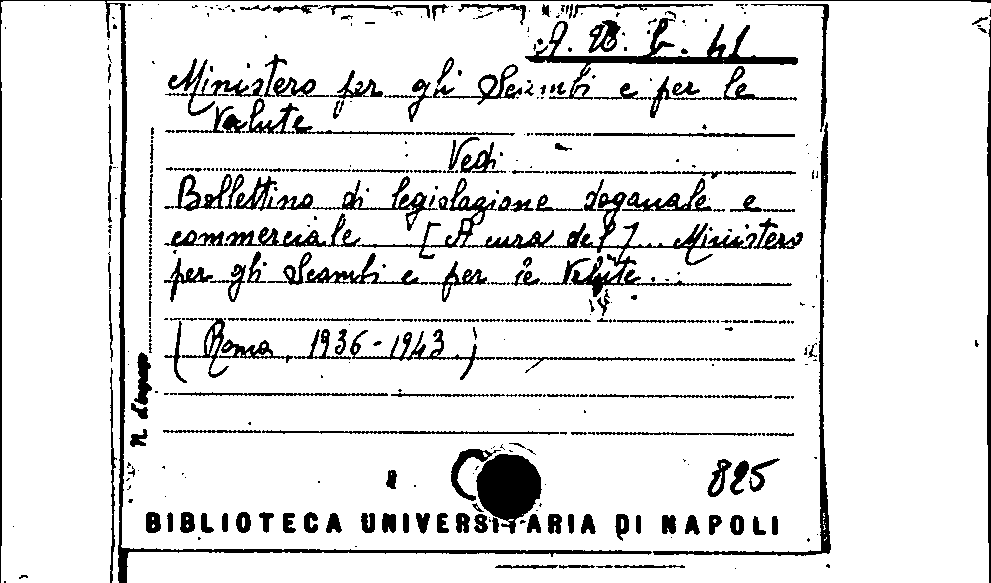 A. B. b. 41
Ministero per gli Scambi e per le
Valute
Vedi
Bollettino di legislazione doganale e
commerciale. [A cura del]... Ministero
per gli Scambi e per le Valute...
(Roma, 1936-1943.)
N. d'ingresso
825
BIBLIOTECA UNIVERSITARIA DI NAPOLI